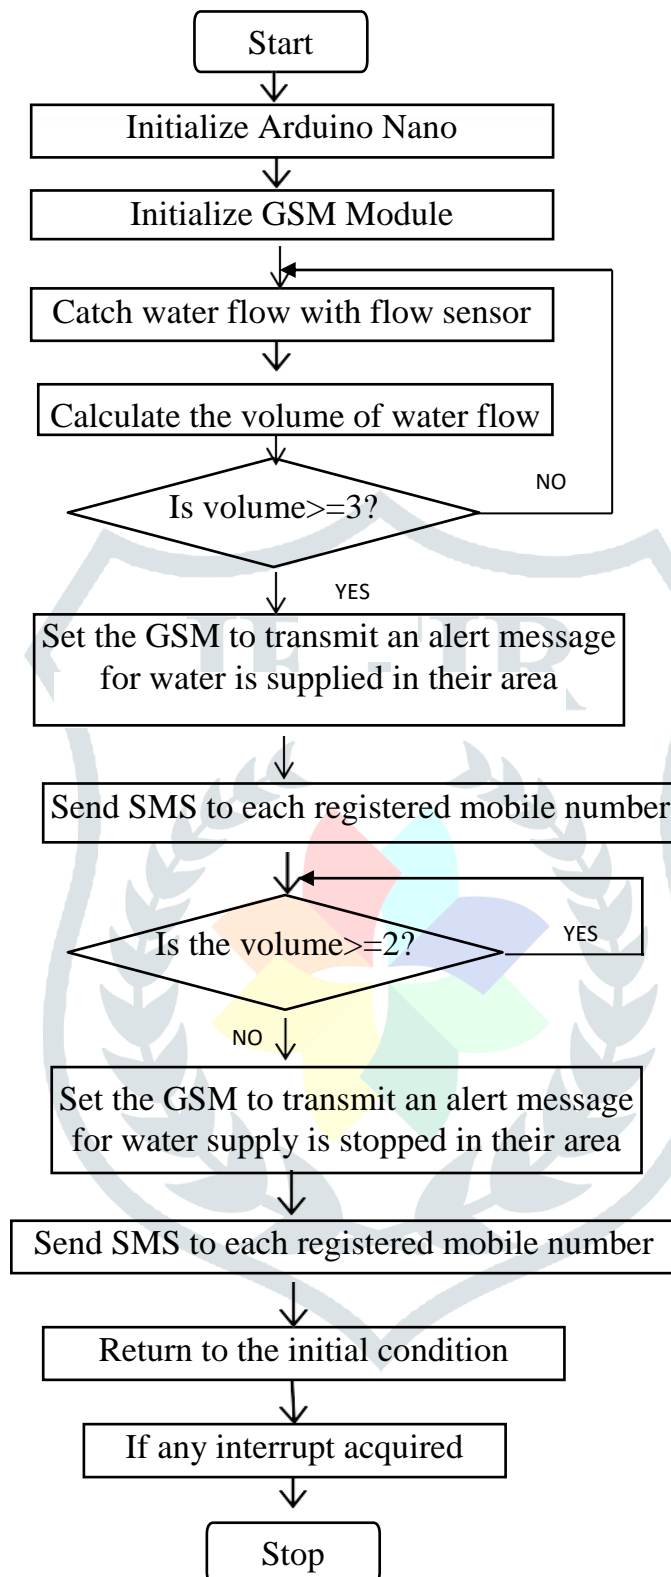 Start
Initialize Arduino Nano
Initialize GSM Module
Catch water flow with flow sensor
Calculate the volume of water flow
NO
Is volume>=3?
YES
Set the GSM to transmit an alert message
for water is supplied in their area
Send SMS to each registered mobile number
Is the volume>=2?
YES
NO
Set the GSM to transmit an alert message
for water supply is stopped in their area
Send SMS to each registered mobile number
Return to the initial condition
If any interrupt acquired
Stop